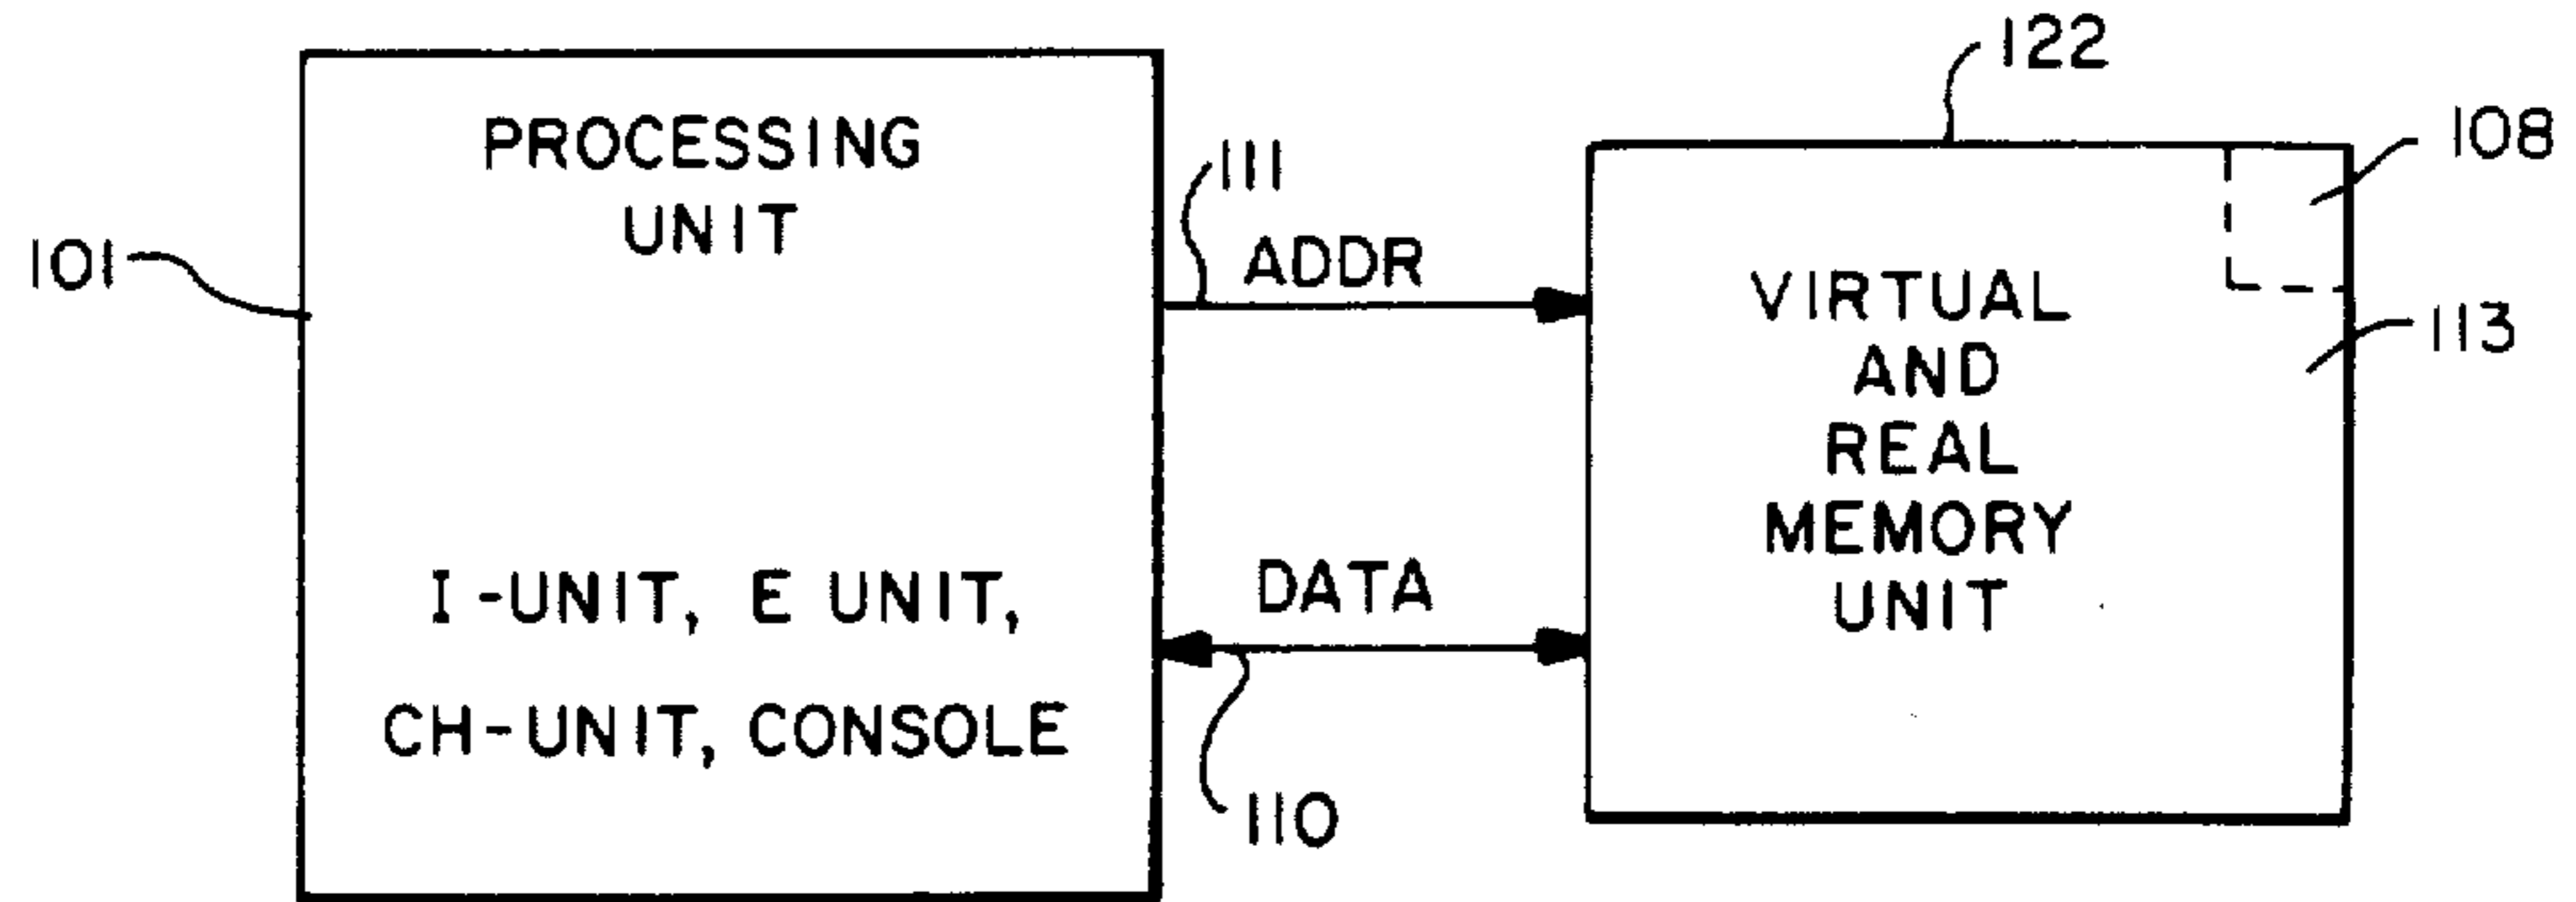 PROCESSING
UNIT
101
I-UNIT, E UNIT,
CH-UNIT, CONSOLE
111
ADDR
DATA
110
122
108
113
VIRTUAL
AND
REAL
MEMORY
UNIT